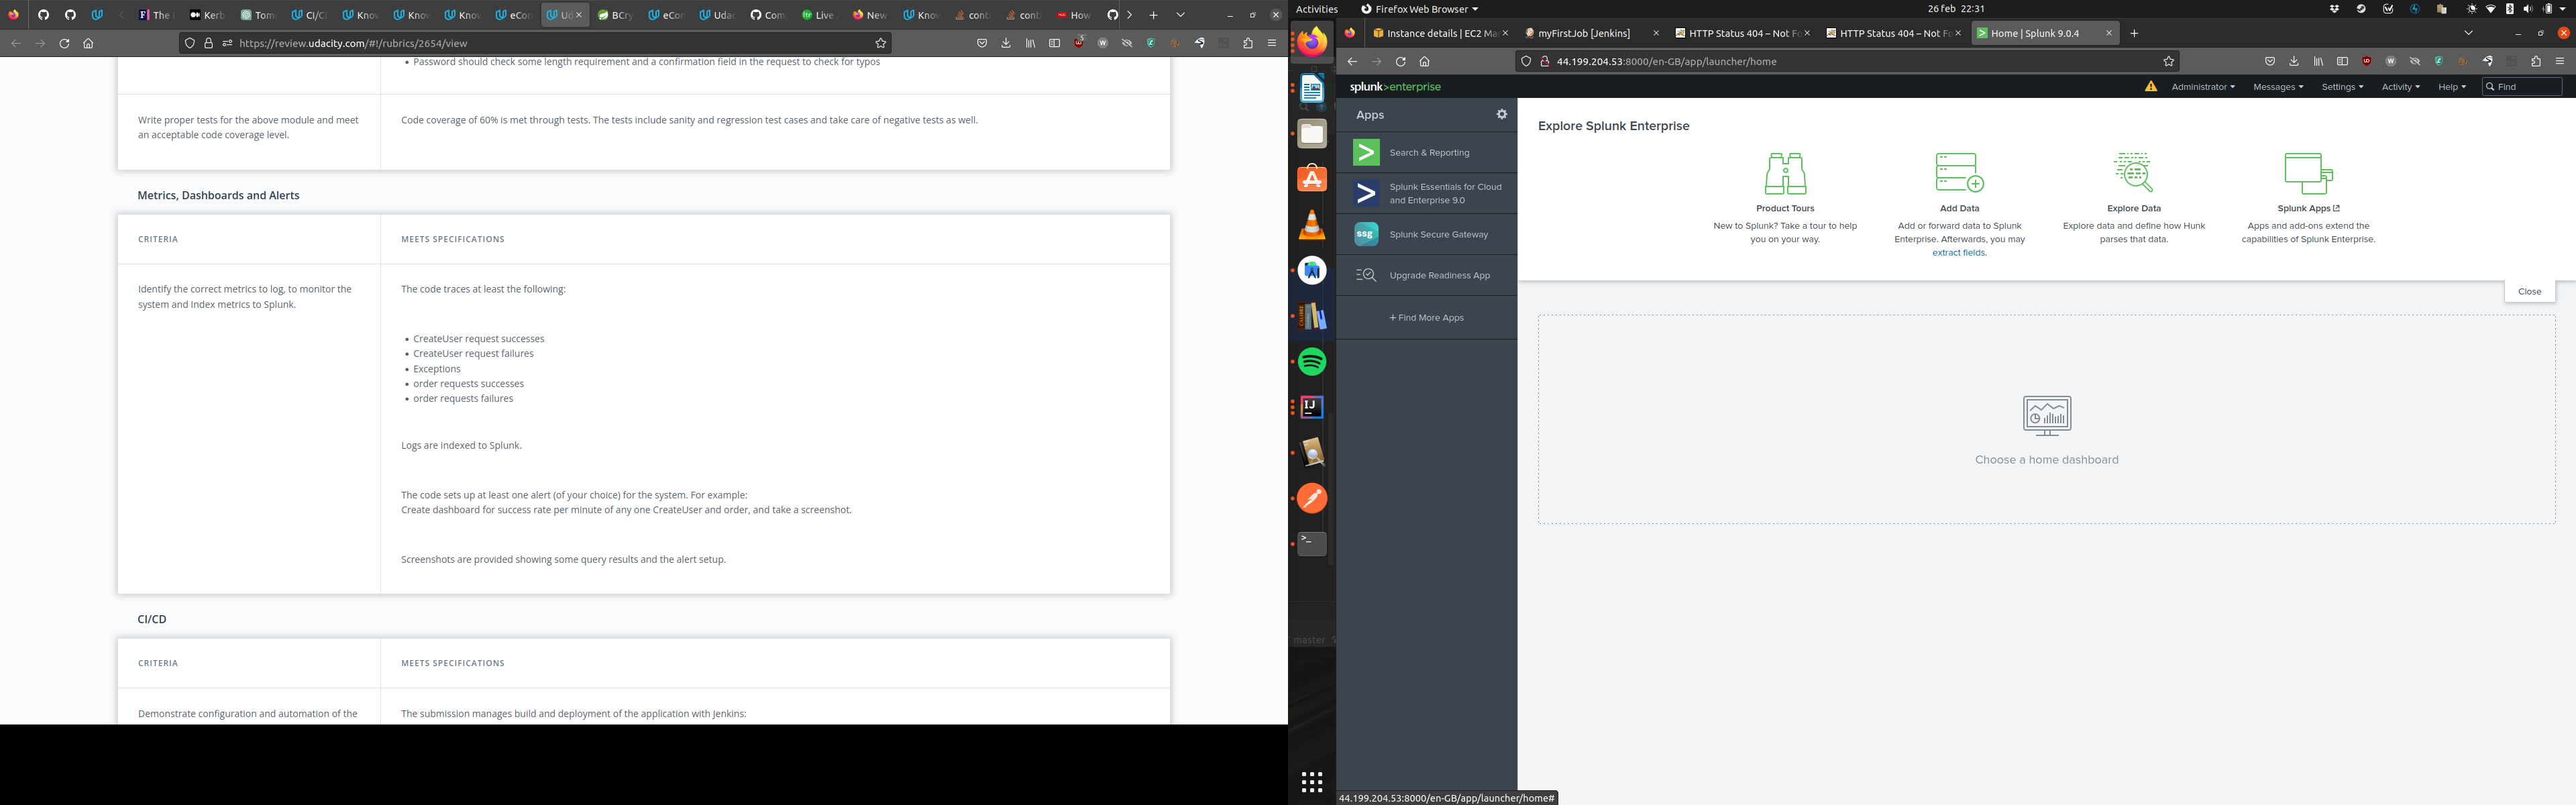 The
Kerb
Tom
CI/CI
Know
Know
Know
eCon
Ud
BCry
eCon
Udac
Com
Live
New
Know
conti
conti
How
https://review.udacity.com/#!/rubrics/2654/view
Password should check some length requirement and a confirmation field in the request to check for typos
Write proper tests for the above module and meet
an acceptable code coverage level.
Code coverage of 60% is met through tests. The tests include sanity and regression test cases and take care of negative tests as well.
Metrics, Dashboards and Alerts
CRITERIA
MEETS SPECIFICATIONS
Identify the correct metrics to log, to monitor the
system and Index metrics to Splunk.
The code traces at least the following:
• CreateUser request successes
• CreateUser request failures
• Exceptions
• order requests successes
• order requests failures
Logs are indexed to Splunk.
The code sets up at least one alert (of your choice) for the system. For example:
Create dashboard for success rate per minute of any one CreateUser and order, and take a screenshot.
Screenshots are provided showing some query results and the alert setup.
CI/CD
CRITERIA
MEETS SPECIFICATIONS
Demonstrate configuration and automation of the
The submission manages build and deployment of the application with Jenkins:
Activities
Firefox Web Browser
26 feb 22:31
Instance details | EC2 Ma
myFirstJob [Jenkins]
HTTP Status 404 – Not Fo
HTTP Status 404 – Not Fo
Home | Splunk 9.0.4
44.199.204.53:8000/en-GB/app/launcher/home
splunk>enterprise
Administrator
Messages
Settings
Activity
Help
Find
Apps
Search & Reporting
Splunk Essentials for Cloud
and Enterprise 9.0
ssg
Splunk Secure Gateway
Upgrade Readiness App
+ Find More Apps
Explore Splunk Enterprise
Product Tours
New to Splunk? Take a tour to help
you on your way.
Add Data
Add or forward data to Splunk
Enterprise. Afterwards, you may
extract fields.
Explore Data
Explore data and define how Hunk
parses that data.
Splunk Apps
Apps and add-ons extend the
capabilities of Splunk Enterprise.
Close
Choose a home dashboard
IJ
master
44.199.204.53:8000/en-GB/app/launcher/home#